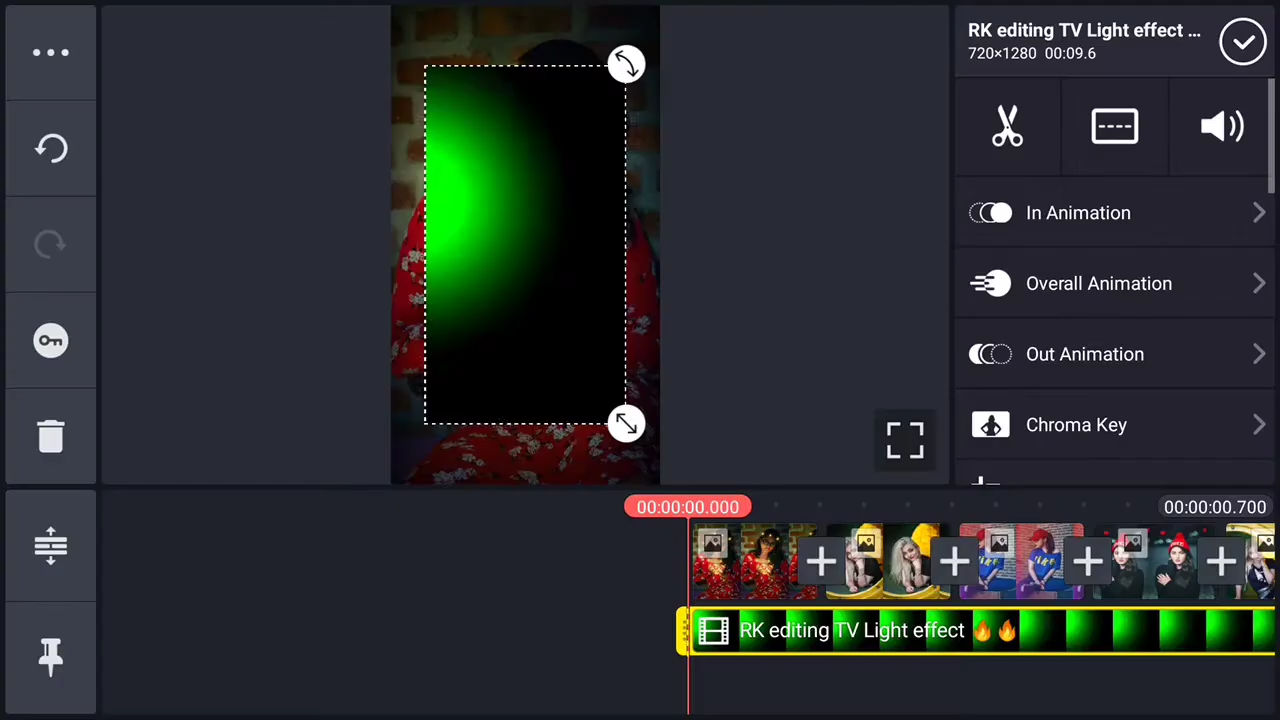 RK editing TV Light effect ...
720×1280 00:09.6
In Animation
Overall Animation
Out Animation
Chroma Key
00:00:00.000
00:00:00.700
RK editing TV Light effect 🔥🔥